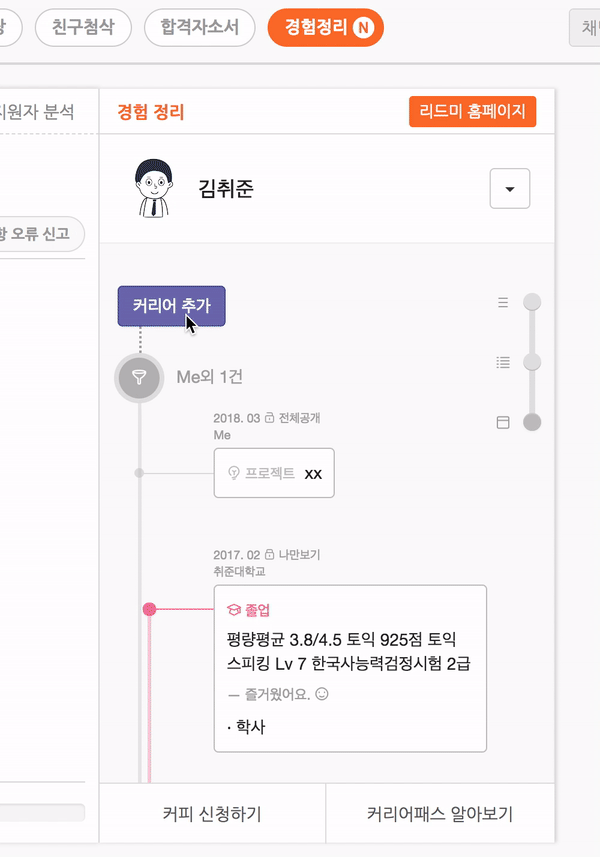 친구첨삭
합격자소서
경험정리 N
지원자 분석
경험 정리
리드미 홈페이지
김취준
오류 신고
커리어 추가
Me외 1건
2018. 03 전체공개
Me
프로젝트 xx
2017. 02 나만보기
취준대학교
졸업
평량평균 3.8/4.5 토익 925점 토익
스피킹 Lv 7 한국사능력검정시험 2급
– 즐거웠어요.
· 학사
커피 신청하기
커리어패스 알아보기